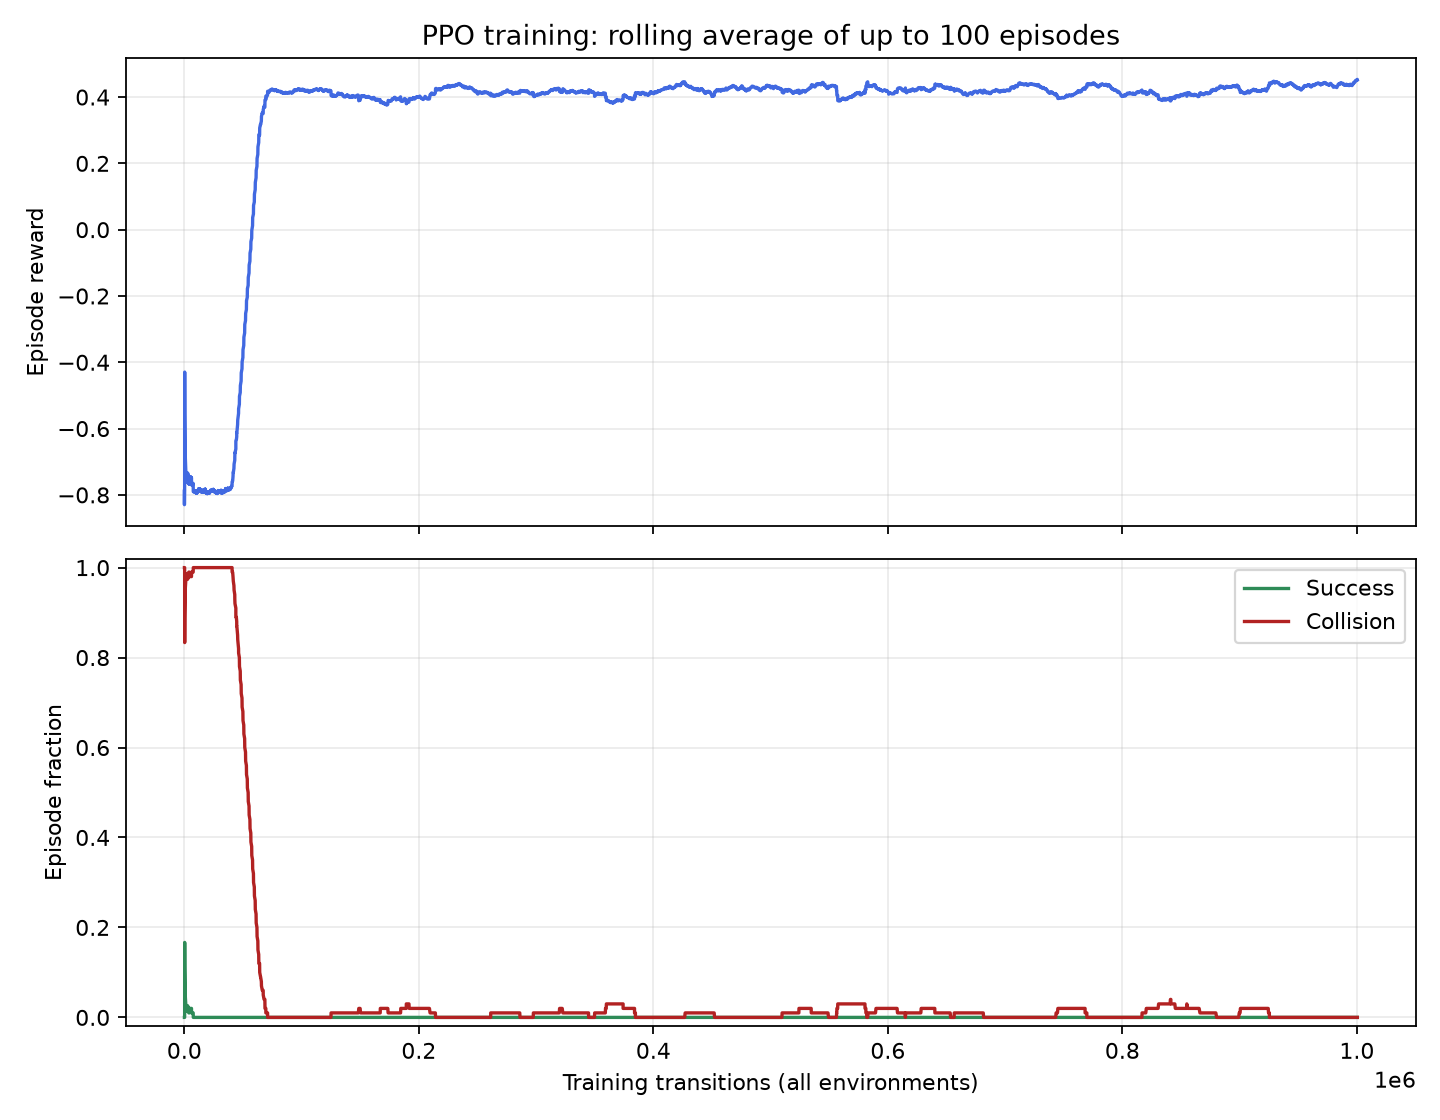 PPO training: rolling average of up to 100 episodes
Episode reward
0.4
0.2
0.0
−0.2
−0.4
−0.6
−0.8
Episode fraction
1.0
0.8
0.6
0.4
0.2
0.0
Success
Collision
0.0 0.2 0.4 0.6 0.8 1.0
1e6
Training transitions (all environments)